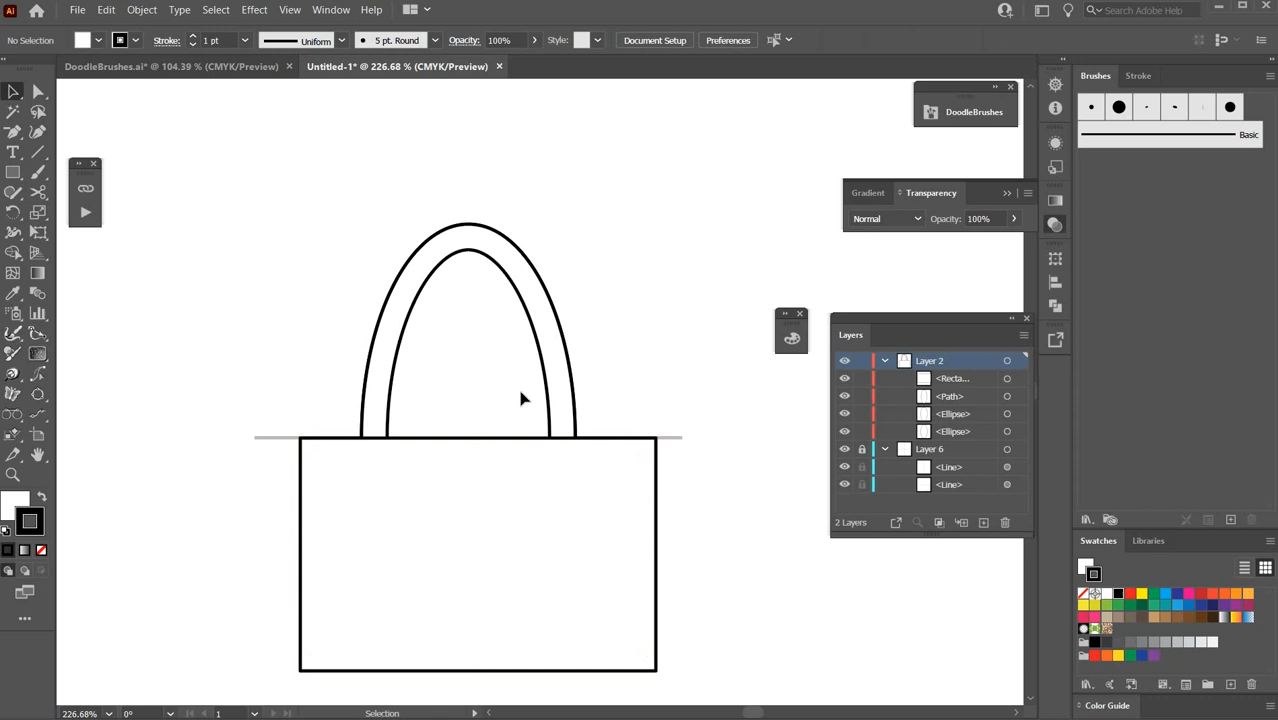 Ai File Edit Object Type Select Effect View Window Help Adobe Help
No Selection Stroke: 1 pt Uniform 5 pt. Round Opacity: 100% Style: Document Setup Preferences
DoodleBrushes.ai* @ 104.39 % (CMYK/Preview) × Untitled-1* @ 226.68 % (CMYK/Preview) ×
Brushes Stroke
DoodleBrushes
Basic
Gradient Transparency
Normal Opacity: 100%
Layers
Layer 2
<Recta...
<Path>
<Ellipse>
<Ellipse>
Layer 6
<Line>
<Line>
2 Layers
Swatches Libraries
Color Guide
226.68% 0° 1 Selection